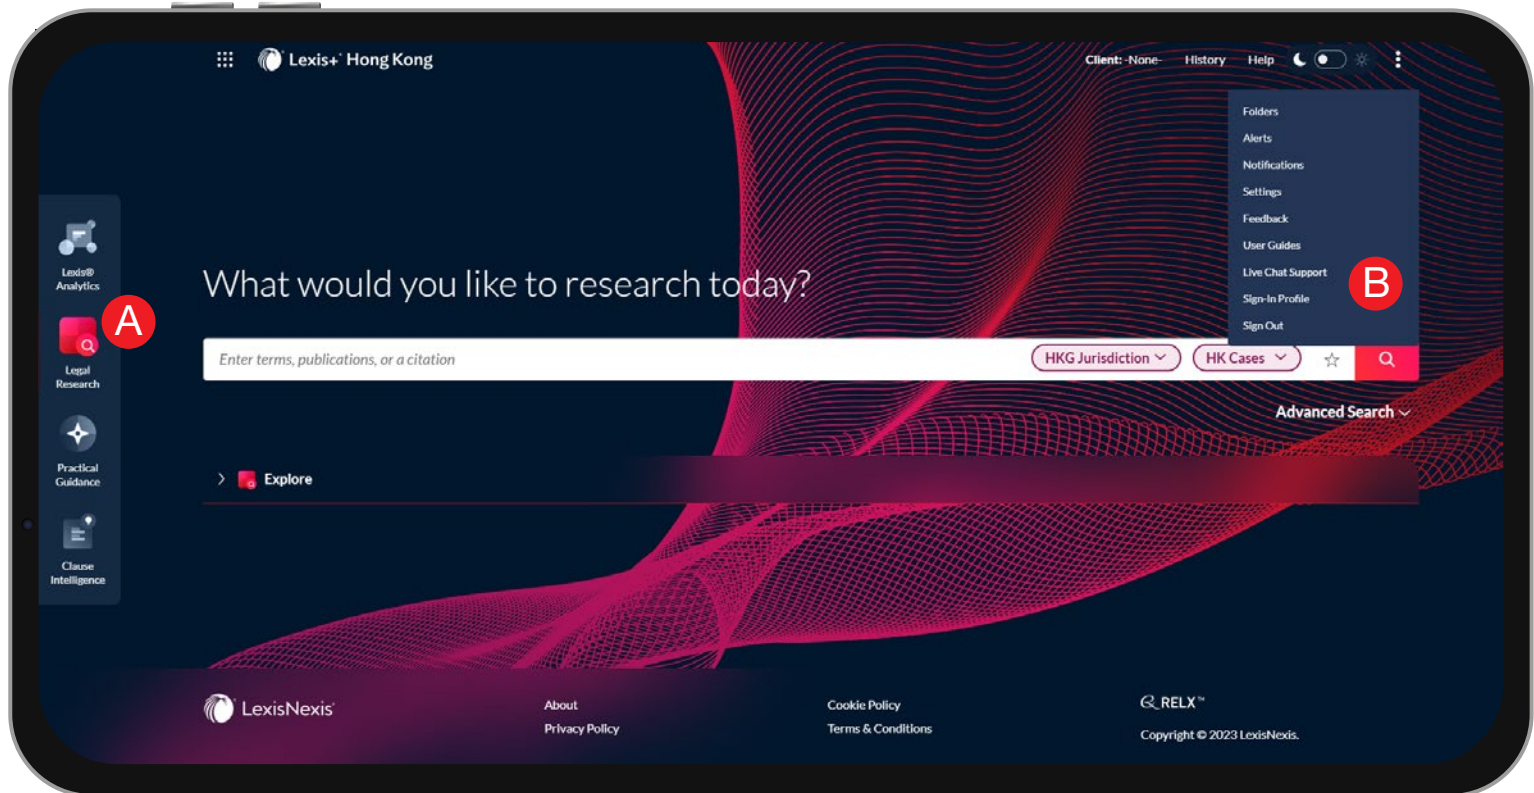 Lexis+ Hong Kong
Client: -None- History Help
Folders
Alerts
Notifications
Settings
Feedback
User Guides
Live Chat Support
Sign-In Profile
Sign Out
B
Lexis®
Analytics
A
Legal
Research
Practical
Guidance
Clause
Intelligence
What would you like to research today?
Enter terms, publications, or a citation
HKG Jurisdiction
HK Cases
Advanced Search
Explore
LexisNexis®
About
Privacy Policy
Cookie Policy
Terms & Conditions
RELX™
Copyright © 2023 LexisNexis.